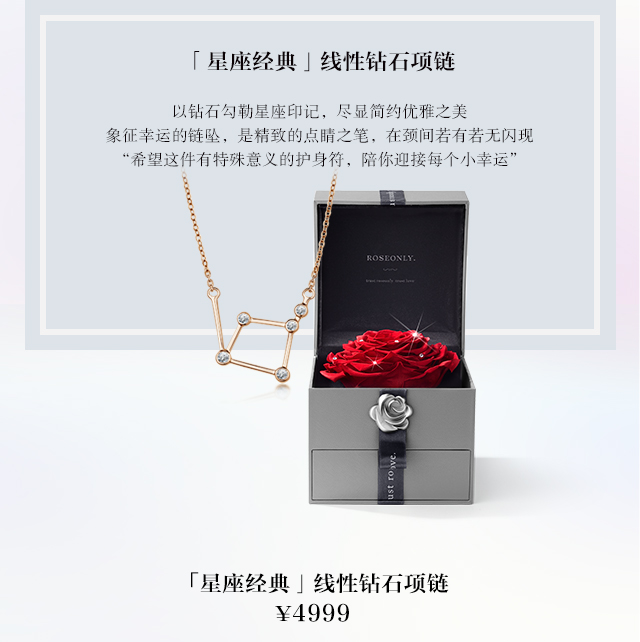 「星座经典」线性钻石项链
以钻石勾勒星座印记，尽显简约优雅之美
象征幸运的链坠，是精致的点睛之笔，在颈间若有若无闪现
“希望这件有特殊意义的护身符，陪你迎接每个小幸运”
ROSEONLY.
ust rove.
「星座经典」线性钻石项链
¥4999